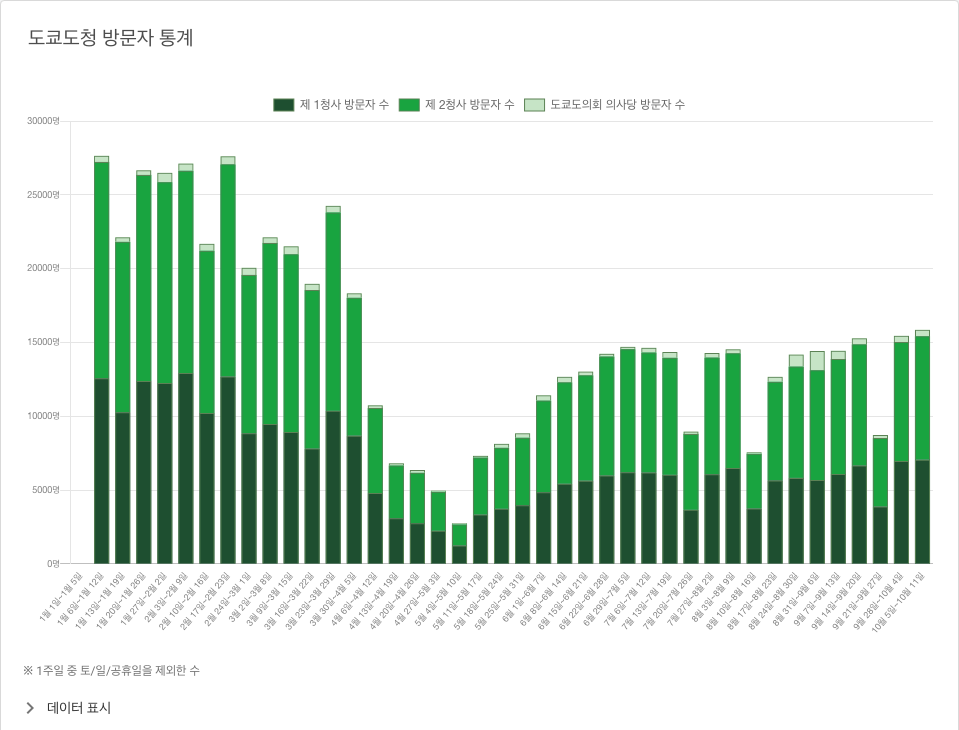 도쿄도청 방문자 통계
제 1청사 방문자 수
제 2청사 방문자 수
도쿄도의회 의사당 방문자 수
30000명
25000명
20000명
15000명
10000명
5000명
0명
1월 1일~1월 5일
1월 6일~1월 12일
1월 13일~1월 19일
1월 20일~1월 26일
1월 27일~2월 2일
2월 3일~2월 9일
2월 10일~2월 16일
2월 17일~2월 23일
2월 24일~3월 1일
3월 2일~3월 8일
3월 9일~3월 15일
3월 16일~3월 22일
3월 23일~3월 29일
3월 30일~4월 5일
4월 6일~4월 12일
4월 13일~4월 19일
4월 20일~4월 26일
4월 27일~5월 3일
5월 4일~5월 10일
5월 11일~5월 17일
5월 18일~5월 24일
5월 25일~5월 31일
6월 1일~6월 7일
6월 8일~6월 14일
6월 15일~6월 21일
6월 22일~6월 28일
6월 29일~7월 5일
7월 6일~7월 12일
7월 13일~7월 19일
7월 20일~7월 26일
7월 27일~8월 2일
8월 3일~8월 9일
8월 10일~8월 16일
8월 17일~8월 23일
8월 24일~8월 30일
8월 31일~9월 6일
9월 7일~9월 13일
9월 14일~9월 20일
9월 21일~9월 27일
9월 28일~10월 4일
10월 5일~10월 11일
※ 1주일 중 토/일/공휴일을 제외한 수
데이터 표시